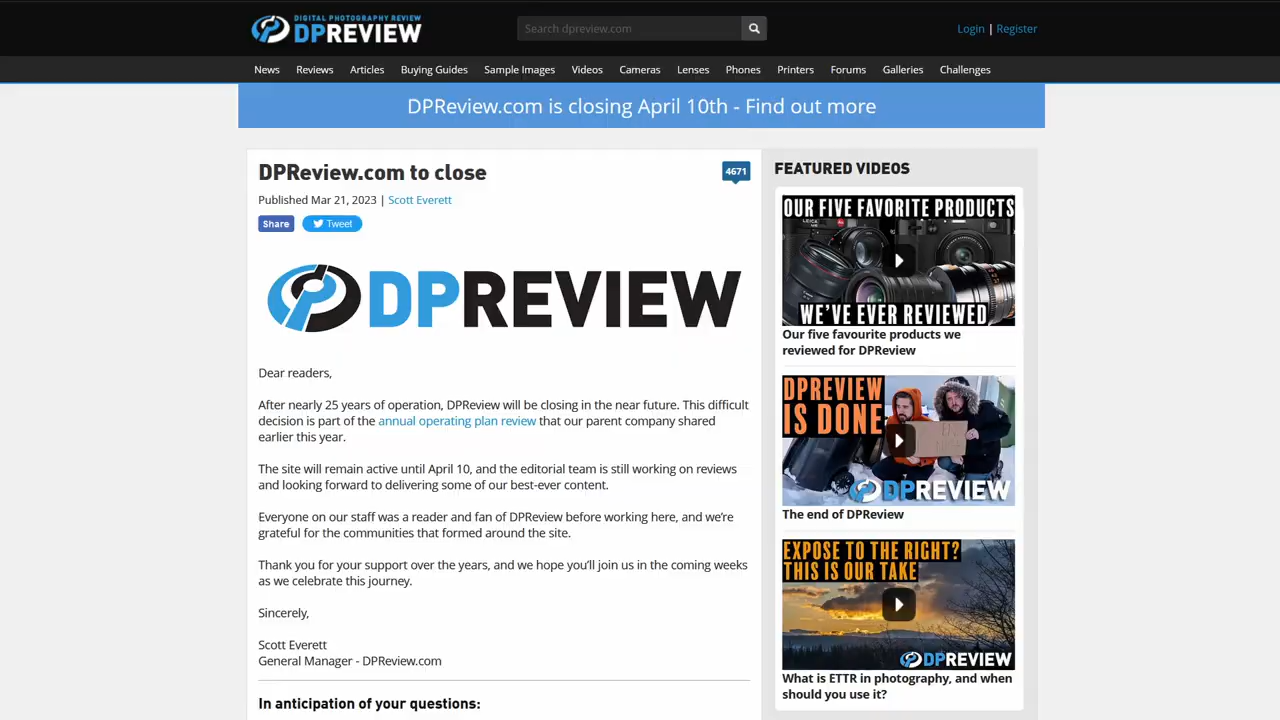 DIGITAL PHOTOGRAPHY REVIEW
DPREVIEW
Search dpreview.com
Login | Register
News Reviews Articles Buying Guides Sample Images Videos Cameras Lenses Phones Printers Forums Galleries Challenges
DPReview.com is closing April 10th - Find out more
DPReview.com to close
4671
Published Mar 21, 2023 | Scott Everett
Share Tweet
DPREVIEW
Dear readers,
After nearly 25 years of operation, DPReview will be closing in the near future. This difficult
decision is part of the annual operating plan review that our parent company shared
earlier this year.
The site will remain active until April 10, and the editorial team is still working on reviews
and looking forward to delivering some of our best-ever content.
Everyone on our staff was a reader and fan of DPReview before working here, and we're
grateful for the communities that formed around the site.
Thank you for your support over the years, and we hope you'll join us in the coming weeks
as we celebrate this journey.
Sincerely,
Scott Everett
General Manager - DPReview.com
In anticipation of your questions:
FEATURED VIDEOS
OUR FIVE FAVORITE PRODUCTS
WE'VE EVER REVIEWED
Our five favourite products we
reviewed for DPReview
DPREVIEW
IS DONE
DPREVIEW
The end of DPReview
EXPOSE TO THE RIGHT?
THIS IS OUR TAKE
DPREVIEW
What is ETTR in photography, and when
should you use it?